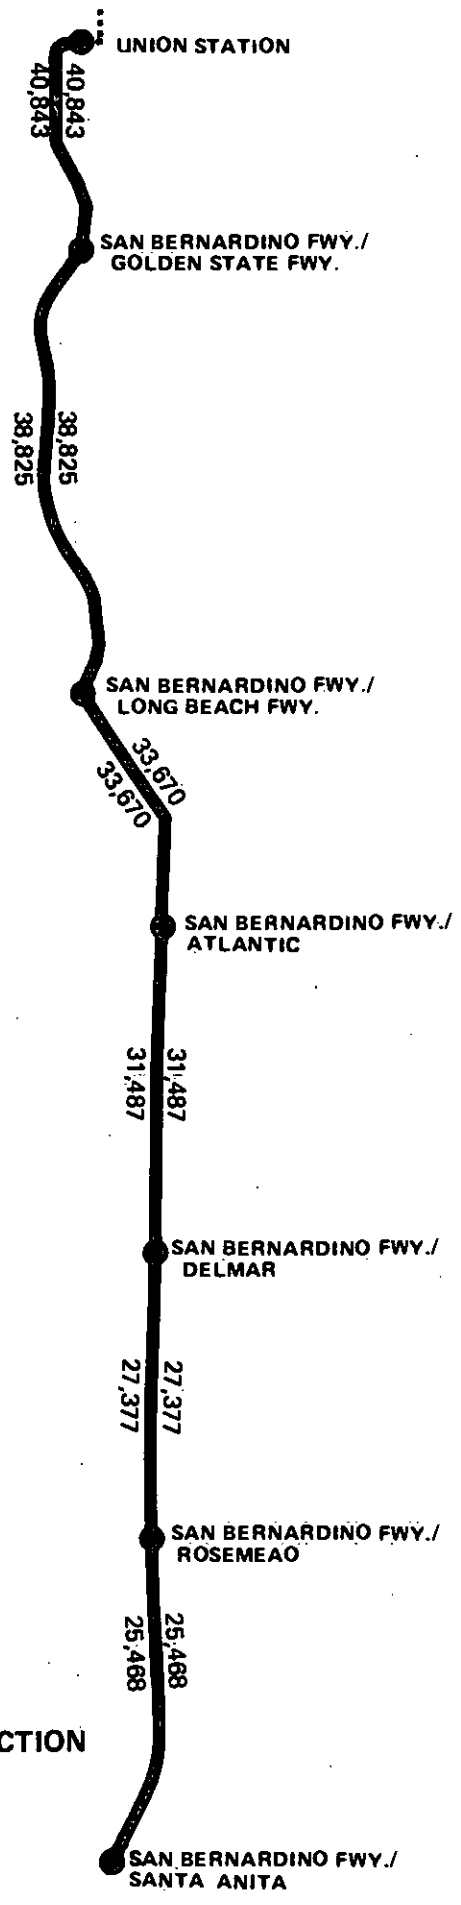 UNION STATION
40,843
40,843
SAN BERNARDINO FWY./
GOLDEN STATE FWY.
38,825
38,825
SAN BERNARDINO FWY./
LONG BEACH FWY.
33,670
33,670
SAN BERNARDINO FWY./
ATLANTIC
31,487
31,487
SAN BERNARDINO FWY./
DELMAR
27,377
27,377
SAN BERNARDINO FWY./
ROSEMEAO
25,468
25,468
CTION
SAN BERNARDINO FWY./
SANTA ANITA